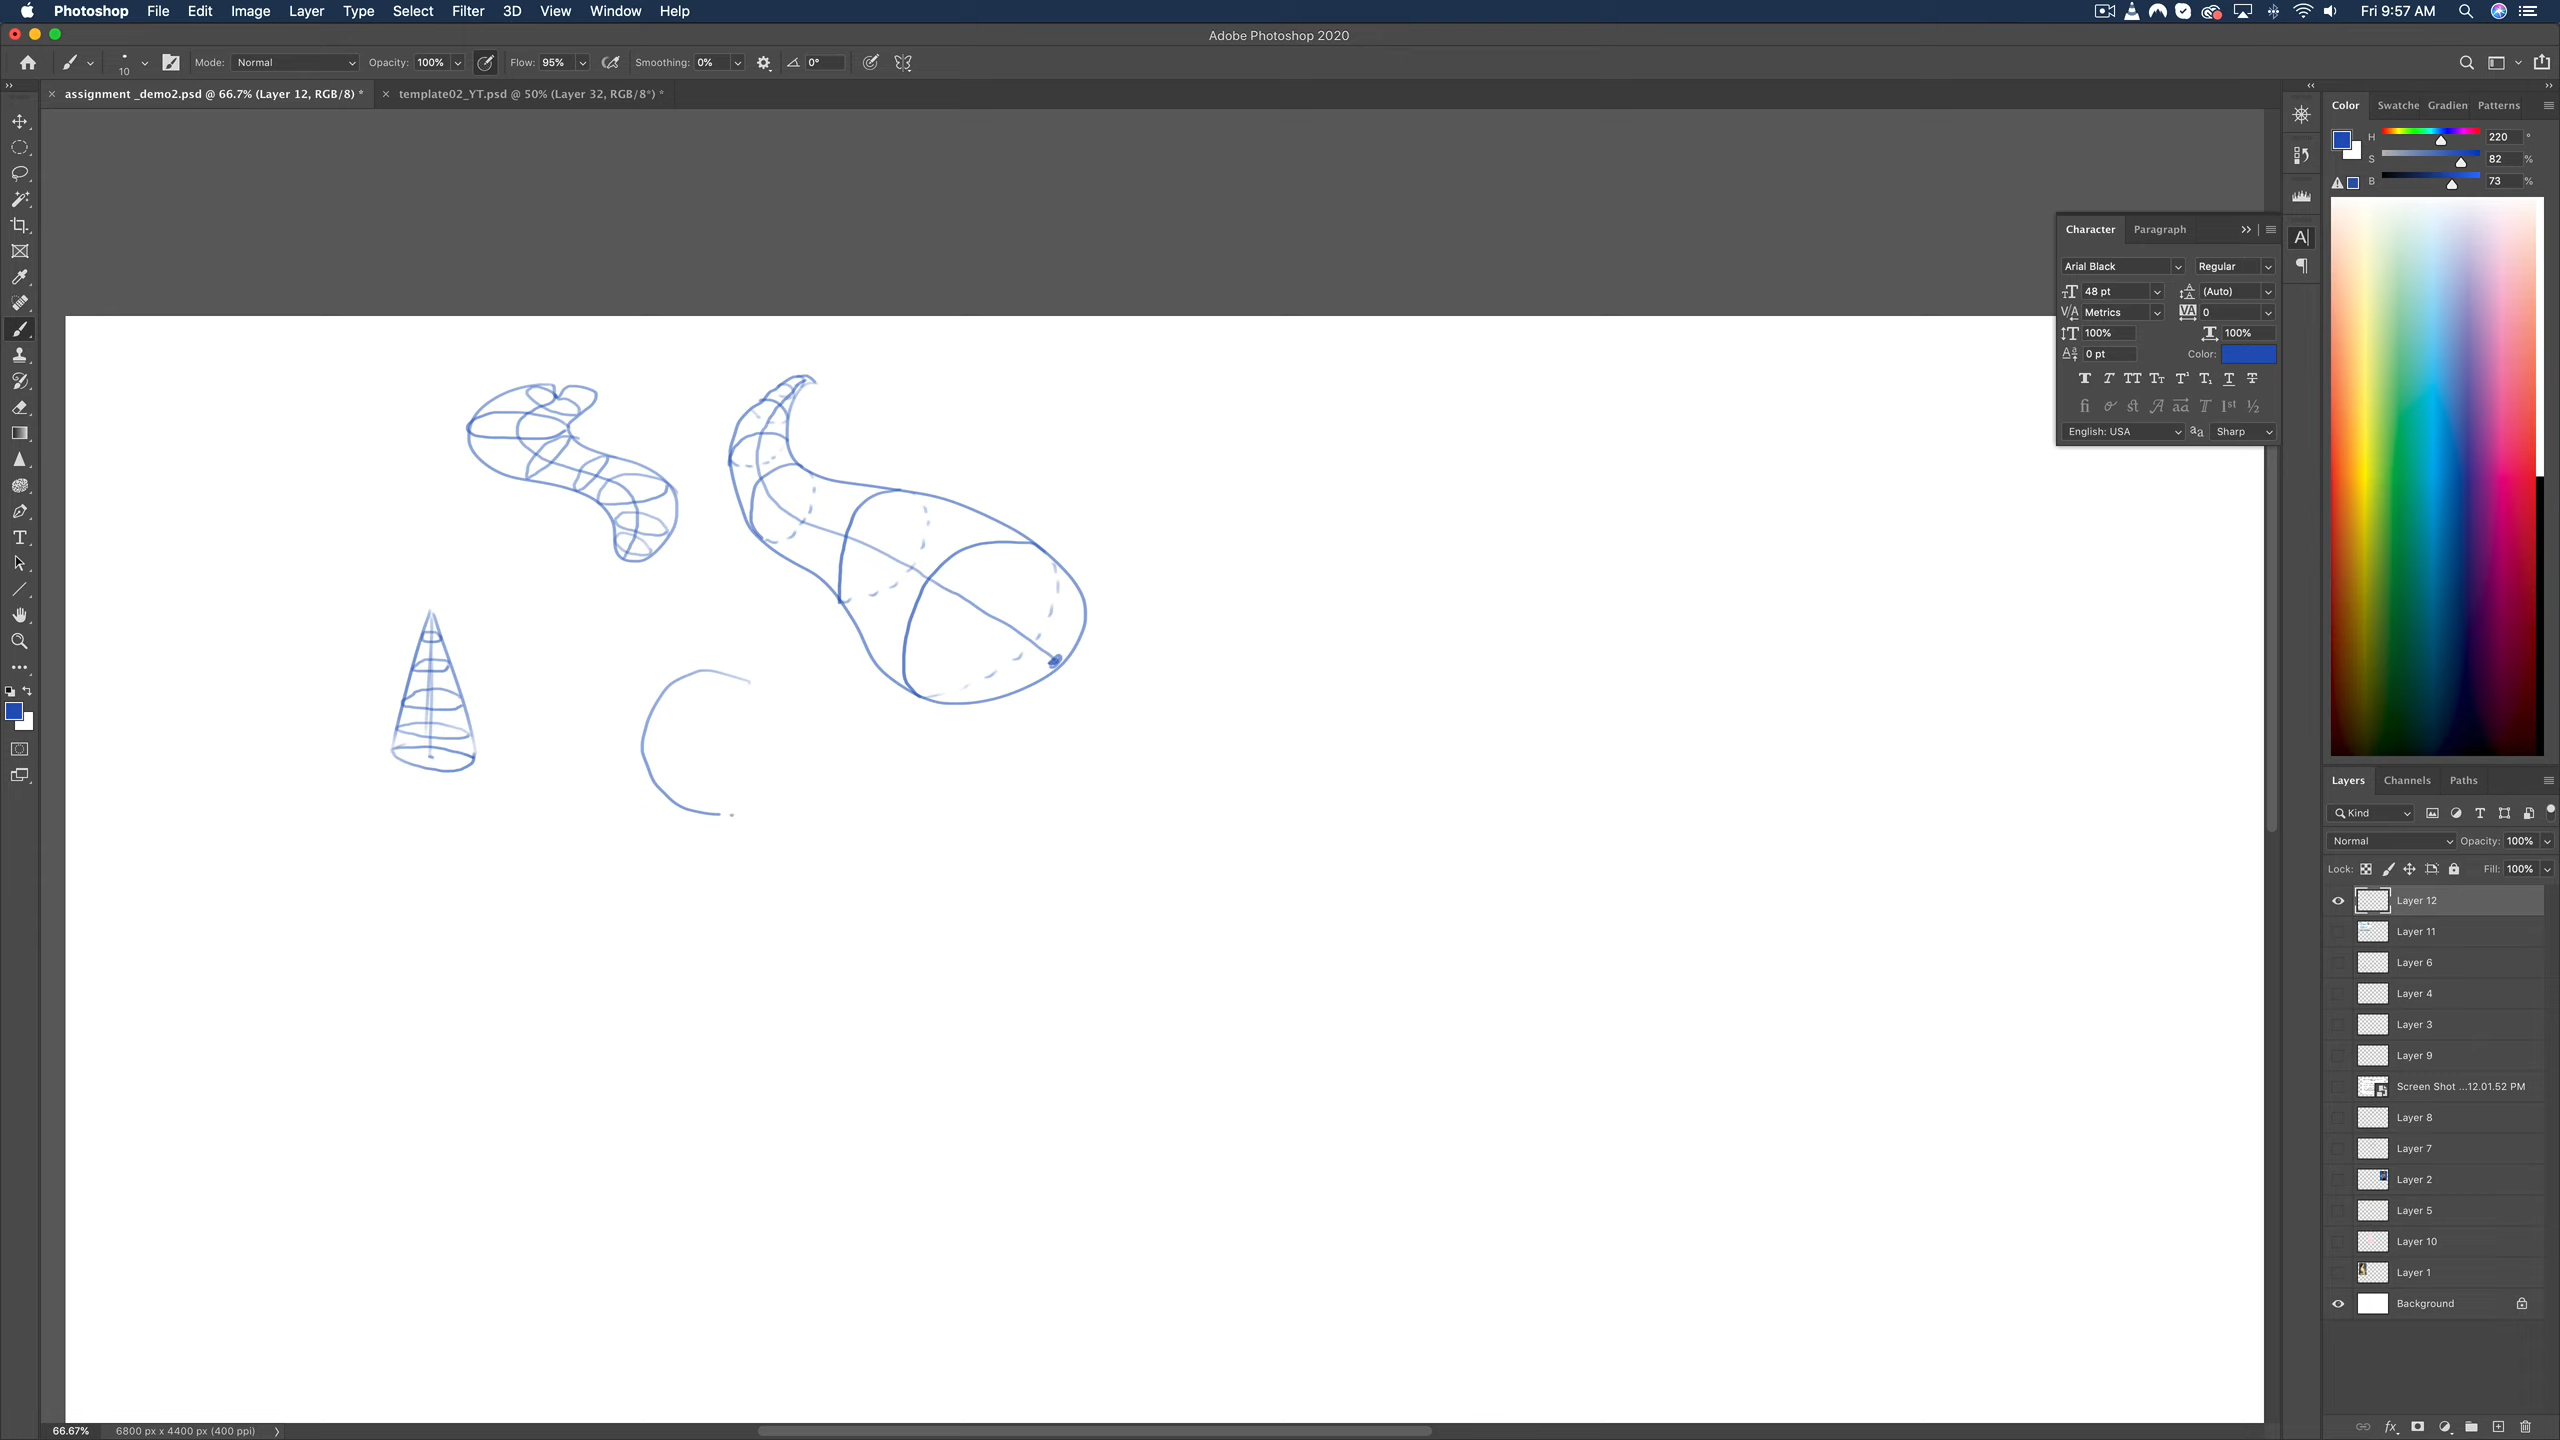 Photoshop File Edit Image Layer Type Select Filter 3D View Window Help Fri 9:57 AM
Adobe Photoshop 2020
10 Mode: Normal Opacity: 100% Flow: 95% Smoothing: 0% 0°
assignment _demo2.psd @ 66.7% (Layer 12, RGB/8) * template02_YT.psd @ 50% (Layer 32, RGB/8*) *
Color Swatche Gradien Patterns
H 220 °
S 82 %
B 73 %
Character Paragraph
Arial Black Regular
48 pt (Auto)
Metrics 0
100% 100%
0 pt Color:
English: USA Sharp
Layers Channels Paths
Kind
Normal Opacity: 100%
Lock: Fill: 100%
Layer 12
Layer 11
Layer 6
Layer 4
Layer 3
Layer 9
Screen Shot ...12.01.52 PM
Layer 8
Layer 7
Layer 2
Layer 5
Layer 10
Layer 1
Background
66.67% 6800 px x 4400 px (400 ppi)